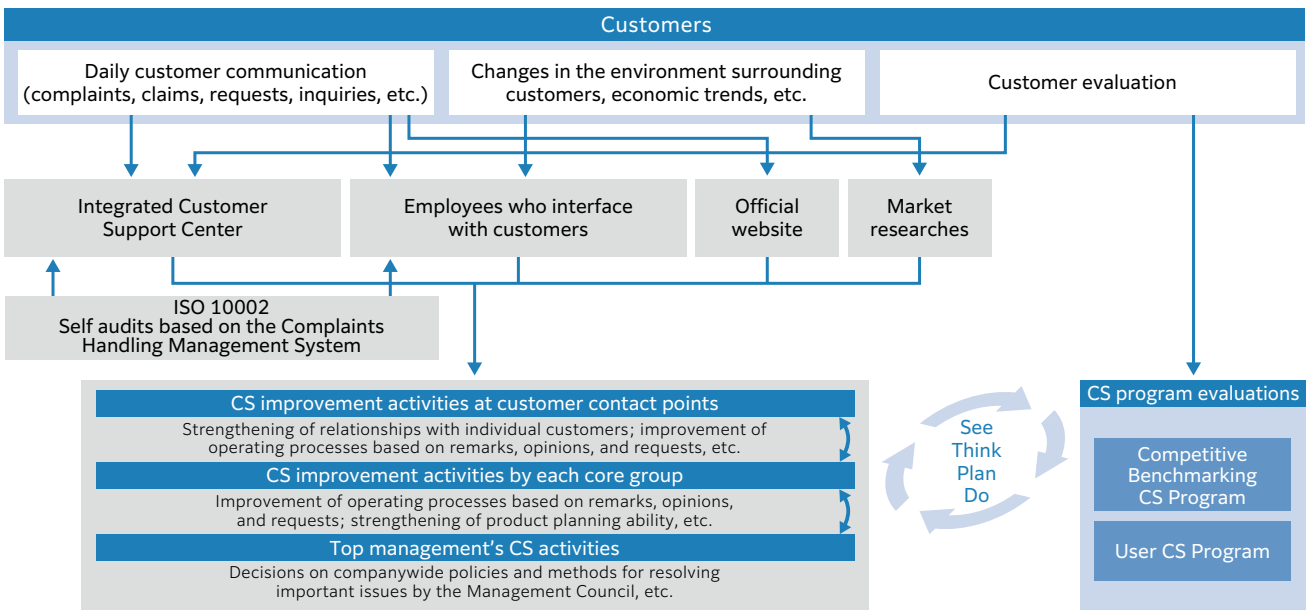 Customers
Daily customer communication
(complaints, claims, requests, inquiries, etc.)
Changes in the environment surrounding
customers, economic trends, etc.
Customer evaluation
Integrated Customer
Support Center
Employees who interface
with customers
Official
website
Market
researches
ISO 10002
Self audits based on the Complaints
Handling Management System
CS improvement activities at customer contact points
Strengthening of relationships with individual customers; improvement of
operating processes based on remarks, opinions, and requests, etc.
CS improvement activities by each core group
Improvement of operating processes based on remarks, opinions,
and requests; strengthening of product planning ability, etc.
Top management's CS activities
Decisions on companywide policies and methods for resolving
important issues by the Management Council, etc.
See
Think
Plan
Do
CS program evaluations
Competitive
Benchmarking
CS Program
User CS Program